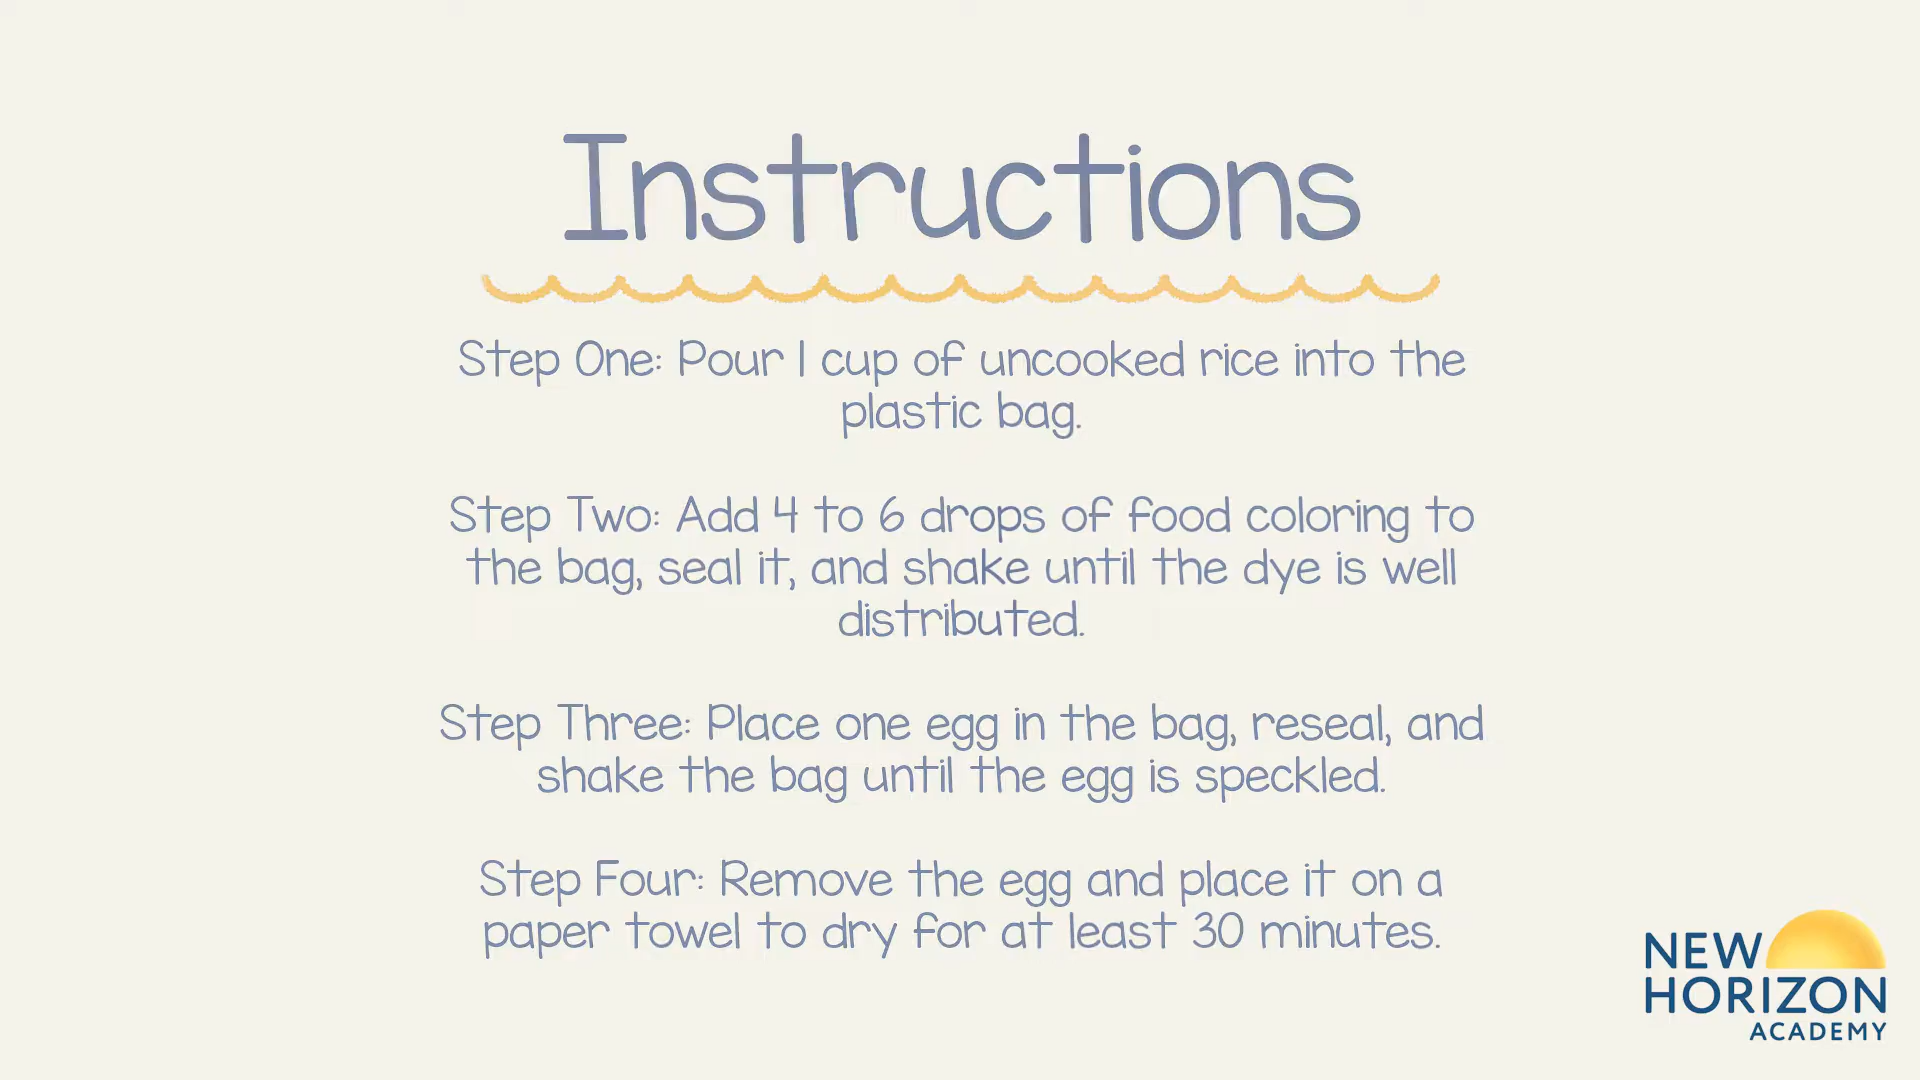 Instructions
Step One: Pour 1 cup of uncooked rice into the
plastic bag.
Step Two: Add 4 to 6 drops of food coloring to
the bag, seal it, and shake until the dye is well
distributed.
Step Three: Place one egg in the bag, reseal, and
shake the bag until the egg is speckled.
Step Four: Remove the egg and place it on a
paper towel to dry for at least 30 minutes.
NEW
HORIZON
ACADEMY